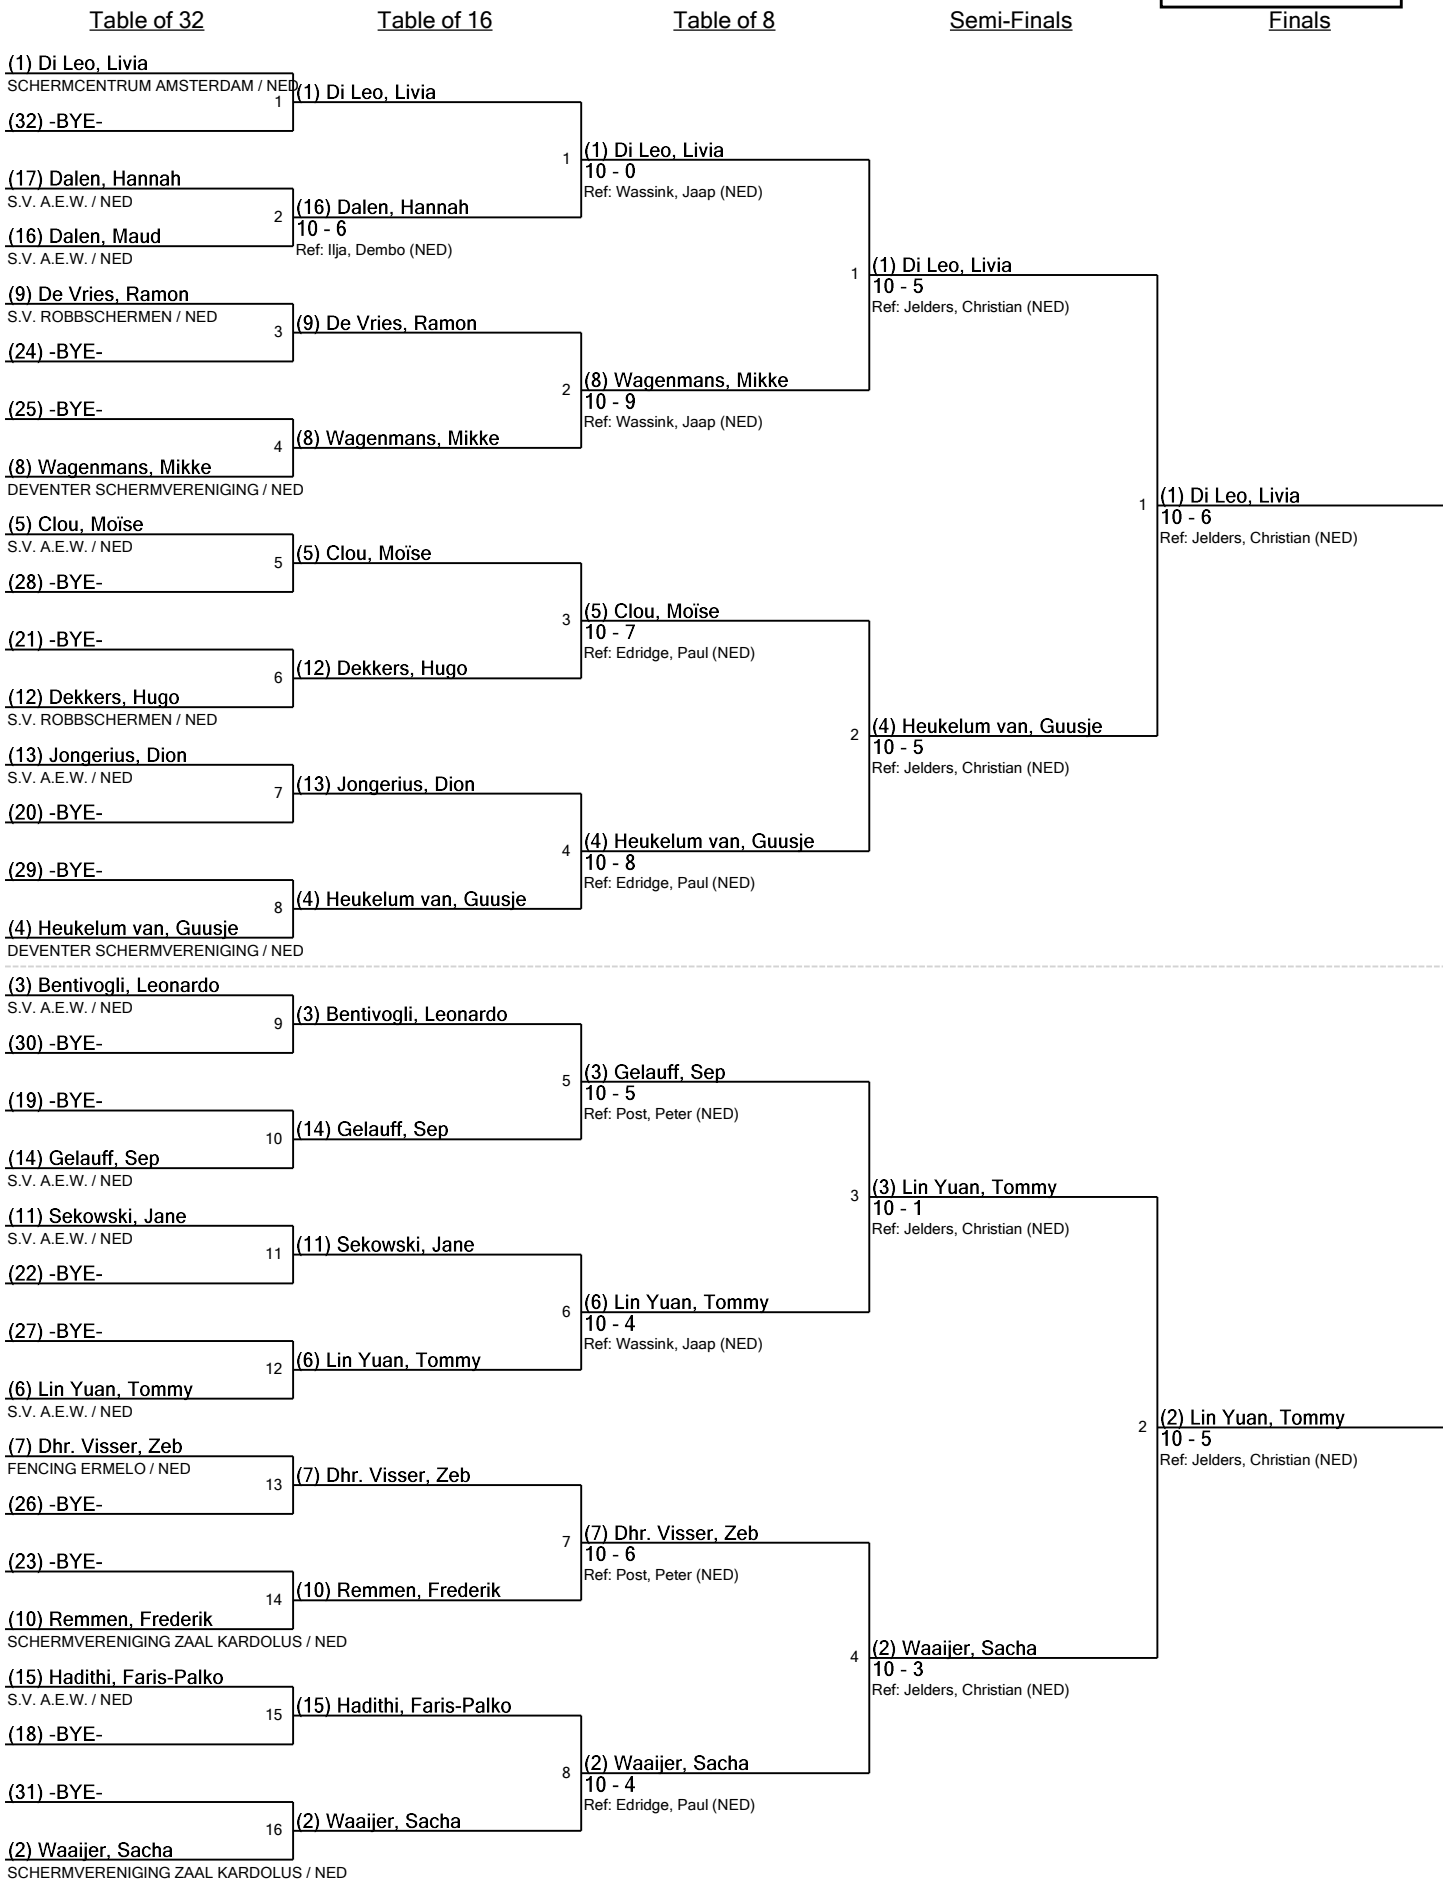 Table of 32
Table of 16
Table of 8
Semi-Finals
Finals
(1) Di Leo, Livia
SCHERMCENTRUM AMSTERDAM / NED
1
(32) -BYE-
(17) Dalen, Hannah
S.V. A.E.W. / NED
2
(16) Dalen, Maud
S.V. A.E.W. / NED
(9) De Vries, Ramon
S.V. ROBBSCHERMEN / NED
3
(24) -BYE-
(25) -BYE-
4
(8) Wagenmans, Mikke
DEVENTER SCHERMVERENIGING / NED
(5) Clou, Moïse
S.V. A.E.W. / NED
5
(28) -BYE-
(21) -BYE-
6
(12) Dekkers, Hugo
S.V. ROBBSCHERMEN / NED
(13) Jongerius, Dion
S.V. A.E.W. / NED
7
(20) -BYE-
(29) -BYE-
8
(4) Heukelum van, Guusje
DEVENTER SCHERMVERENIGING / NED
(3) Bentivogli, Leonardo
S.V. A.E.W. / NED
9
(30) -BYE-
(19) -BYE-
10
(14) Gelauff, Sep
S.V. A.E.W. / NED
(11) Sekowski, Jane
S.V. A.E.W. / NED
11
(22) -BYE-
(27) -BYE-
12
(6) Lin Yuan, Tommy
S.V. A.E.W. / NED
(7) Dhr. Visser, Zeb
FENCING ERMELO / NED
13
(26) -BYE-
(23) -BYE-
14
(10) Remmen, Frederik
SCHERMVERENIGING ZAAL KARDOLUS / NED
(15) Hadithi, Faris-Palko
S.V. A.E.W. / NED
15
(18) -BYE-
(31) -BYE-
16
(2) Waaijer, Sacha
SCHERMVERENIGING ZAAL KARDOLUS / NED
(1) Di Leo, Livia
1
(16) Dalen, Hannah
10 - 6
Ref: Ilja, Dembo (NED)
(9) De Vries, Ramon
2
(8) Wagenmans, Mikke
(5) Clou, Moïse
3
(12) Dekkers, Hugo
(13) Jongerius, Dion
4
(4) Heukelum van, Guusje
(3) Bentivogli, Leonardo
5
(14) Gelauff, Sep
(11) Sekowski, Jane
6
(6) Lin Yuan, Tommy
(7) Dhr. Visser, Zeb
7
(10) Remmen, Frederik
(15) Hadithi, Faris-Palko
8
(2) Waaijer, Sacha
(1) Di Leo, Livia
10 - 0
Ref: Wassink, Jaap (NED)
1
(8) Wagenmans, Mikke
10 - 9
Ref: Wassink, Jaap (NED)
(5) Clou, Moïse
10 - 7
Ref: Edridge, Paul (NED)
2
(4) Heukelum van, Guusje
10 - 8
Ref: Edridge, Paul (NED)
(3) Gelauff, Sep
10 - 5
Ref: Post, Peter (NED)
3
(6) Lin Yuan, Tommy
10 - 4
Ref: Wassink, Jaap (NED)
(7) Dhr. Visser, Zeb
10 - 6
Ref: Post, Peter (NED)
4
(2) Waaijer, Sacha
10 - 4
Ref: Edridge, Paul (NED)
(1) Di Leo, Livia
10 - 5
Ref: Jelders, Christian (NED)
1
(4) Heukelum van, Guusje
10 - 5
Ref: Jelders, Christian (NED)
(3) Lin Yuan, Tommy
10 - 1
Ref: Jelders, Christian (NED)
2
(2) Waaijer, Sacha
10 - 3
Ref: Jelders, Christian (NED)
(1) Di Leo, Livia
10 - 6
Ref: Jelders, Christian (NED)
(2) Lin Yuan, Tommy
10 - 5
Ref: Jelders, Christian (NED)